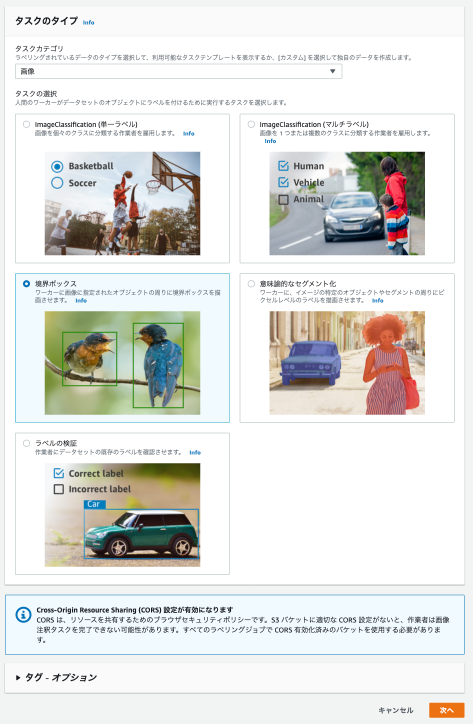 タスクのタイプ Info
タスクカテゴリ
ラベリングされているデータのタイプを選択して、利用可能なタスクテンプレートを表示するか、[カスタム] を選択して独自のデータを作成します。
画像
タスクの選択
人間のワーカーがデータセットのオブジェクトにラベルを付けるために実行するタスクを選択します。
ImageClassification (単一ラベル)
画像を個々のクラスに分類する作業者を雇用します。 Info
Basketball
Soccer
ImageClassification (マルチラベル)
画像を 1 つまたは複数のクラスに分類する作業者を雇用します。
Info
Human
Vehicle
Animal
境界ボックス
ワーカーに画像に指定されたオブジェクトの周りに境界ボックスを描
画させます。 Info
意味論的なセグメント化
ワーカーに、イメージの特定のオブジェクトやセグメントの周りにピ
クセルレベルのラベルを描画させます。 Info
ラベルの検証
作業者にデータセットの既存のラベルを確認させます。 Info
Correct label
Incorrect label
Car
Cross-Origin Resource Sharing (CORS) 設定が有効になります
CORS は、リソースを共有するためのブラウザセキュリティポリシーです。S3 バケットに適切な CORS 設定がないと、作業者は画像
注釈タスクを完了できない可能性があります。すべてのラベリングジョブで CORS 有効化済みのバケットを使用する必要がありま
す。
タグ - オプション
キャンセル
次へ